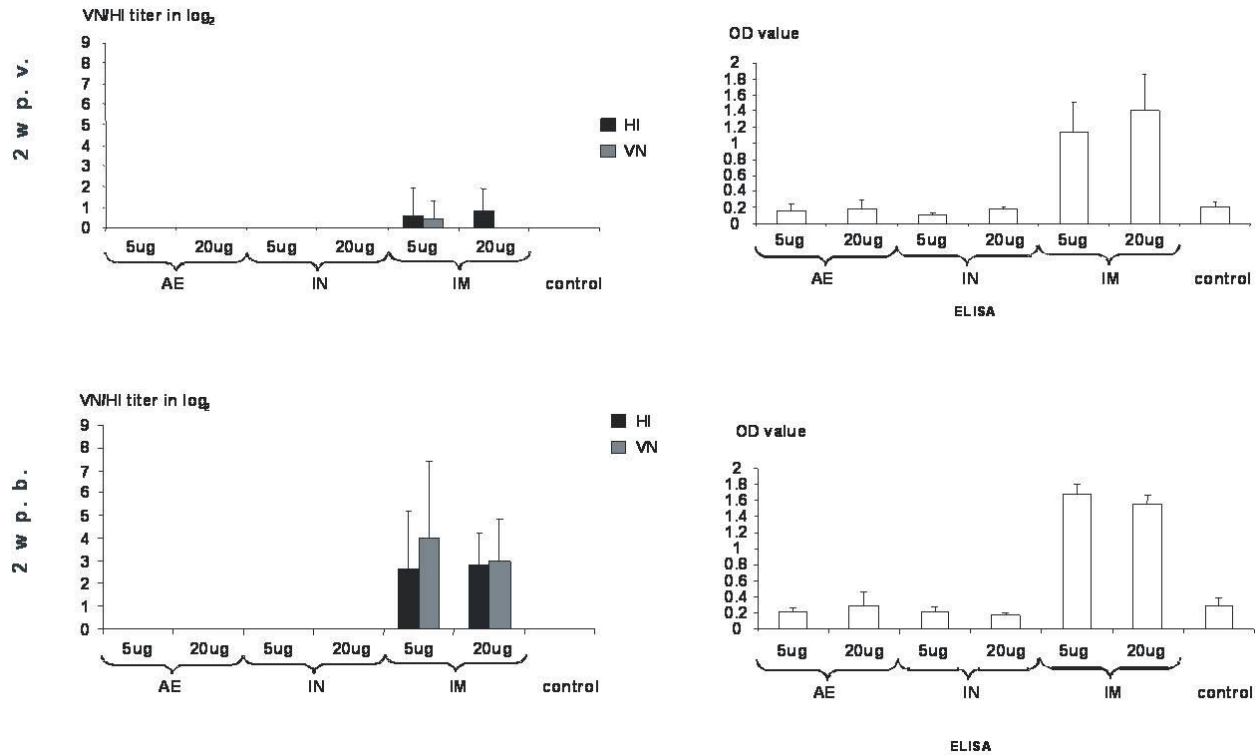 2 w p. v.
VN/HI titer in log2
9
8
7
6
5
4
3
2
1
0
5ug 20ug 5ug 20ug 5ug 20ug
AE IN IM control
HI
VN
OD value
2
1.8
1.6
1.4
1.2
1
0.8
0.6
0.4
0.2
0
5ug 20ug 5ug 20ug 5ug 20ug
AE IN IM control
ELISA
2 w p. b.
VN/HI titer in log2
9
8
7
6
5
4
3
2
1
0
5ug 20ug 5ug 20ug 5ug 20ug
AE IN IM control
HI
VN
OD value
2
1.8
1.6
1.4
1.2
1
0.8
0.6
0.4
0.2
0
5ug 20ug 5ug 20ug 5ug 20ug
AE IN IM control
ELISA